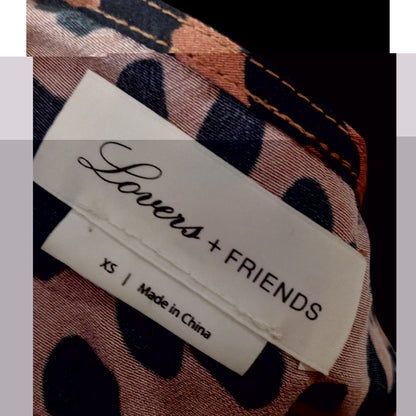 Lovers + FRIENDS
XS | Made in China